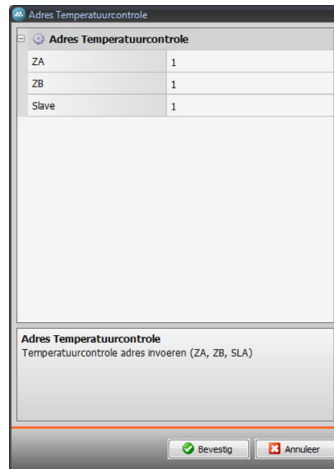 Adres Temperatuurcontrole
Adres Temperatuurcontrole
ZA 1
ZB 1
Slave 1
Adres Temperatuurcontrole
Temperatuurcontrole adres invoeren (ZA, ZB, SLA)
Bevestig Annuleer